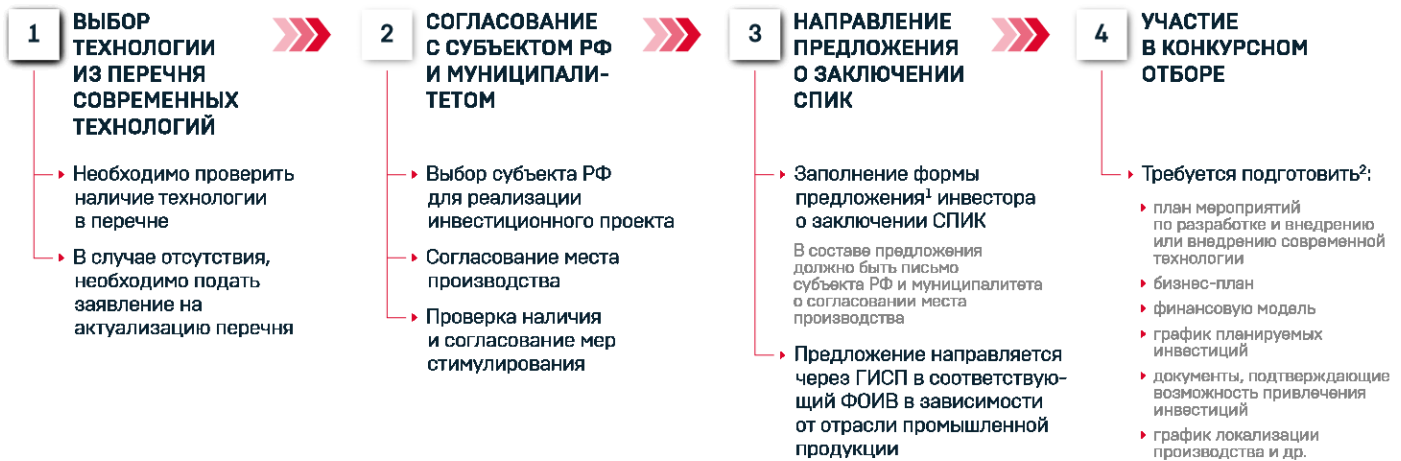 1
ВЫБОР
ТЕХНОЛОГИИ
ИЗ ПЕРЕЧНЯ
СОВРЕМЕННЫХ
ТЕХНОЛОГИЙ
Необходимо проверить
наличие технологии
в перечне
В случае отсутствия,
необходимо подать
заявление на
актуализацию перечня
2
СОГЛАСОВАНИЕ
С СУБЪЕКТОМ РФ
И МУНИЦИПАЛИ-
ТЕТОМ
Выбор субъекта РФ
для реализации
инвестиционного проекта
Согласование места
производства
Проверка наличия
и согласование мер
стимулирования
3
НАПРАВЛЕНИЕ
ПРЕДЛОЖЕНИЯ
О ЗАКЛЮЧЕНИИ
СПИК
Заполнение формы
предложения¹ инвестора
о заключении СПИК
В составе предложения
должно быть письмо
субъекта РФ и муниципалитета
о согласовании места
производства
Предложение направляется
через ГИСП в соответствую-
щий ФОИВ в зависимости
от отрасли промышленной
продукции
4
УЧАСТИЕ
В КОНКУРСНОМ
ОТБОРЕ
Требуется подготовить²:
план мероприятий
по разработке и внедрению
или внедрению современной
технологии
бизнес-план
финансовую модель
график планируемых
инвестиций
документы, подтверждающие
возможность привлечения
инвестиций
график локализации
производства и др.